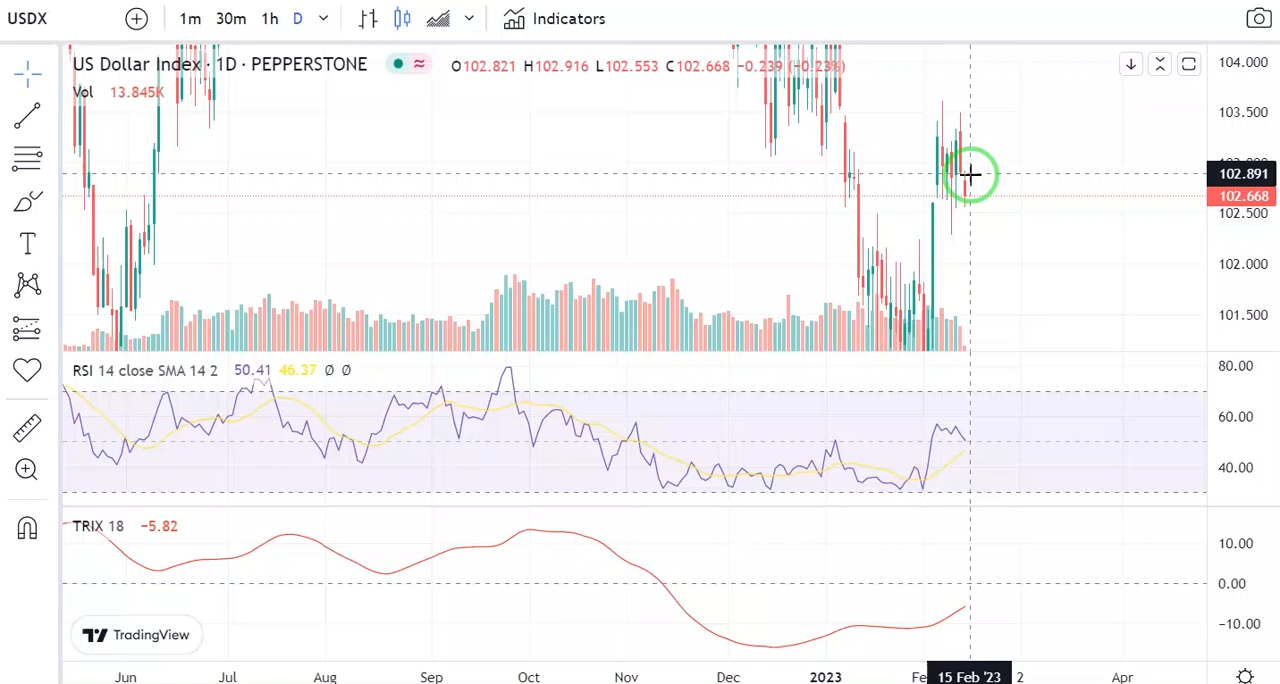 USDX 1m 30m 1h D Indicators
US Dollar Index · 1D · PEPPERSTONE O102.821 H102.916 L102.553 C102.668 −0.239 (−0.23%)
Vol 13.845K
104.000
103.500
102.891
102.668
102.500
102.000
101.500
RSI 14 close SMA 14 2 50.41 46.37 Ø Ø
80.00
60.00
40.00
TRIX 18 −5.82
10.00
0.00
−10.00
TradingView
Jun Jul Aug Sep Oct Nov Dec 2023 Fe 15 Feb '23 2 Apr